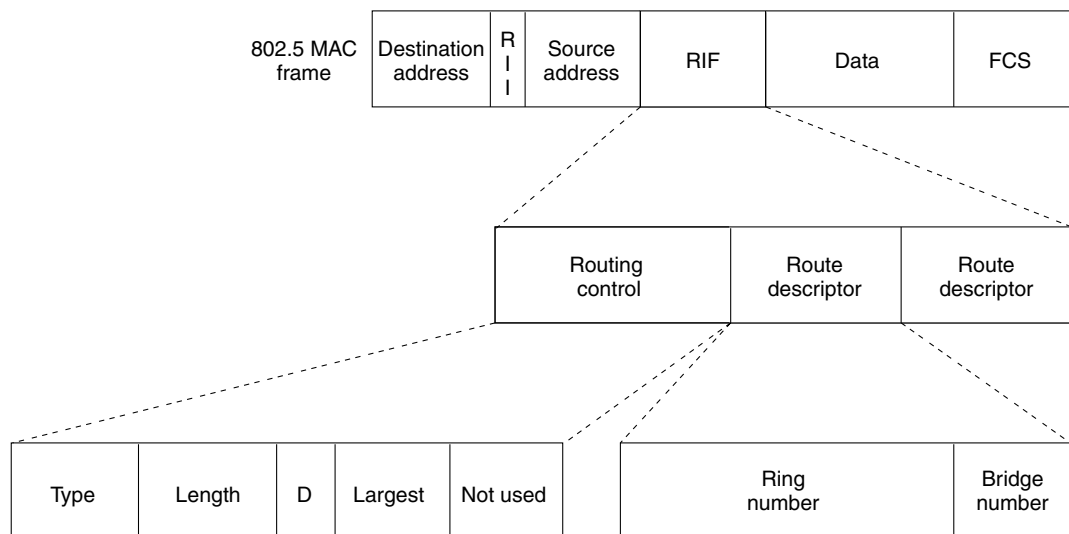 802.5 MAC
frame
Destination
address
R
I
I
Source
address
RIF
Data
FCS
Routing
control
Route
descriptor
Route
descriptor
Type
Length
D
Largest
Not used
Ring
number
Bridge
number